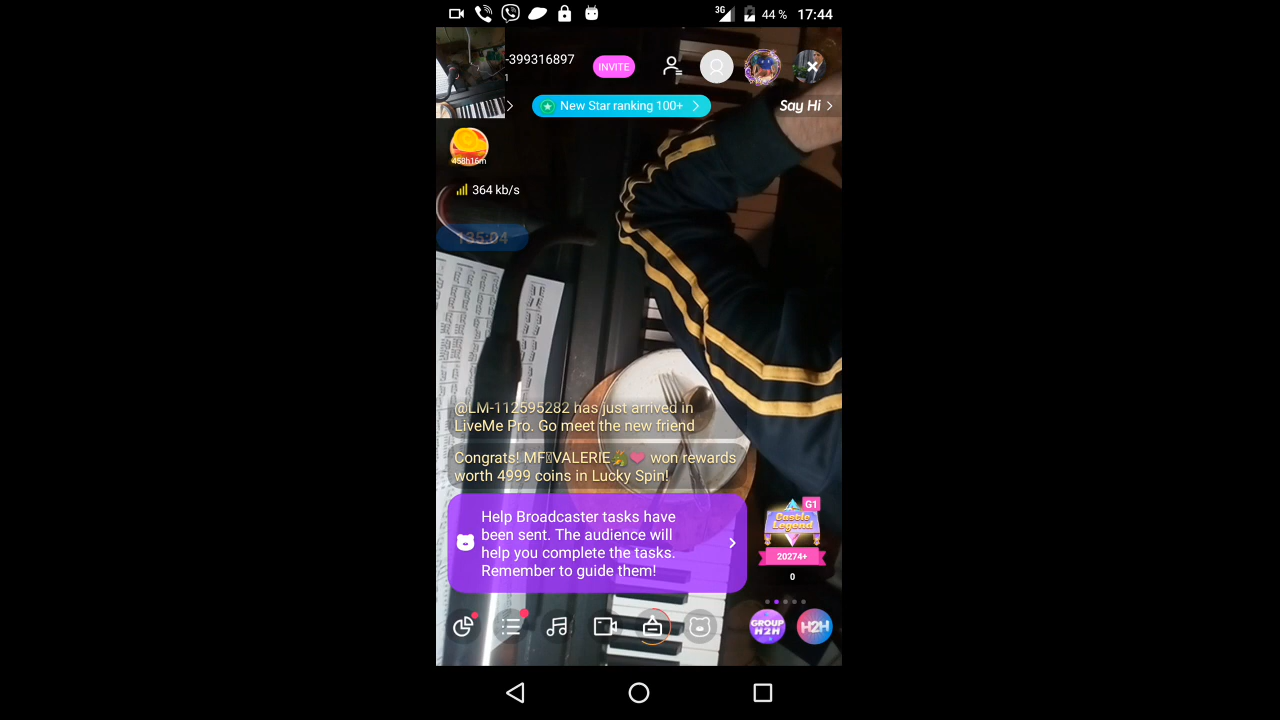 3G 44 % 17:44
-399316897
1
INVITE
New Star ranking 100+
Say Hi
458h16m
364 kb/s
135:04
@LM-112595282 has just arrived in
LiveMe Pro. Go meet the new friend
Congrats! MF▯VALERIE🍍❤️ won rewards
worth 4999 coins in Lucky Spin!
Help Broadcaster tasks have
been sent. The audience will
help you complete the tasks.
Remember to guide them!
G1
Castle
Legend
20274+
0
GROUP
H2H
H2H